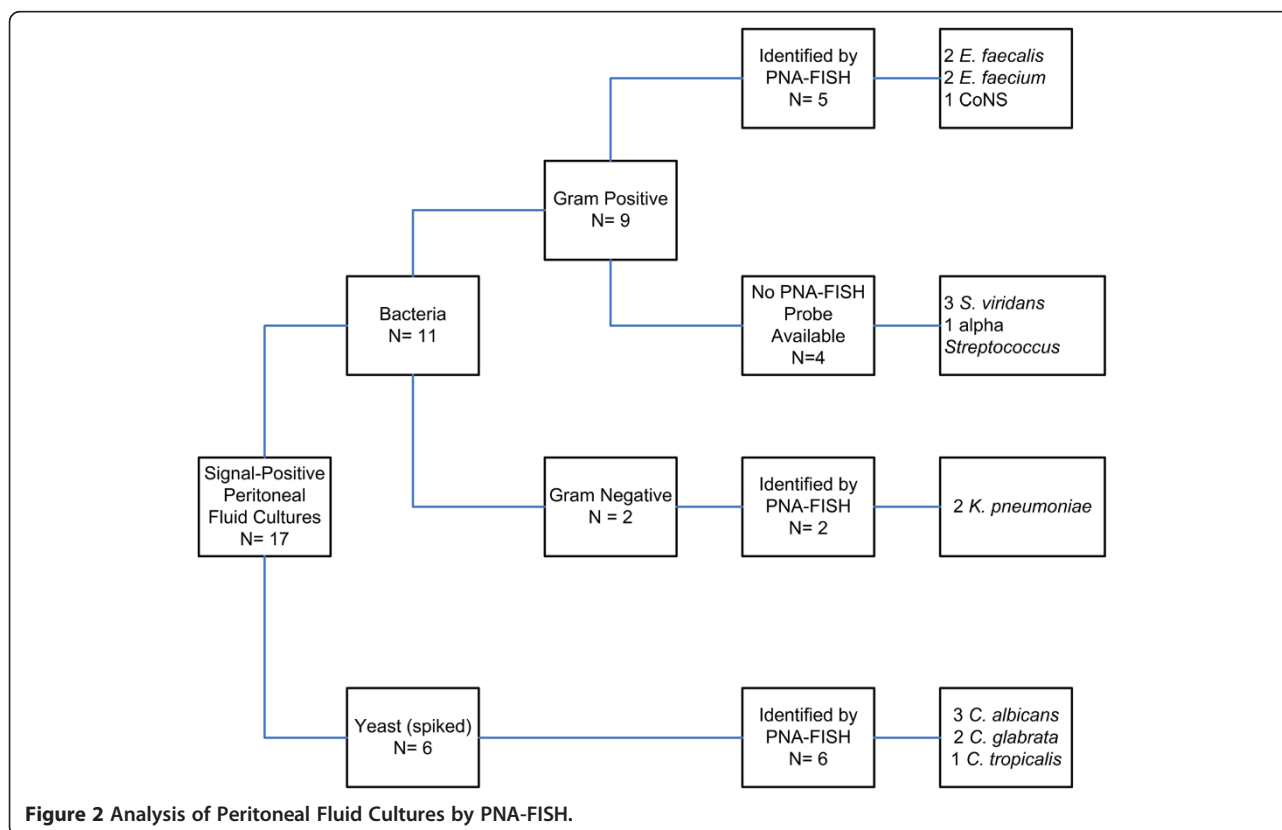 Identified by
PNA-FISH
N= 5
2 E. faecalis
2 E. faecium
1 CoNS
Gram Positive
N= 9
No PNA-FISH
Probe
Available
N=4
3 S. viridans
1 alpha
Streptococcus
Bacteria
N= 11
Signal-Positive
Peritoneal
Fluid Cultures
N= 17
Gram Negative
N = 2
Identified by
PNA-FISH
N= 2
2 K. pneumoniae
Yeast (spiked)
N= 6
Identified by
PNA-FISH
N= 6
3 C. albicans
2 C. glabrata
1 C. tropicalis
Figure 2 Analysis of Peritoneal Fluid Cultures by PNA-FISH.